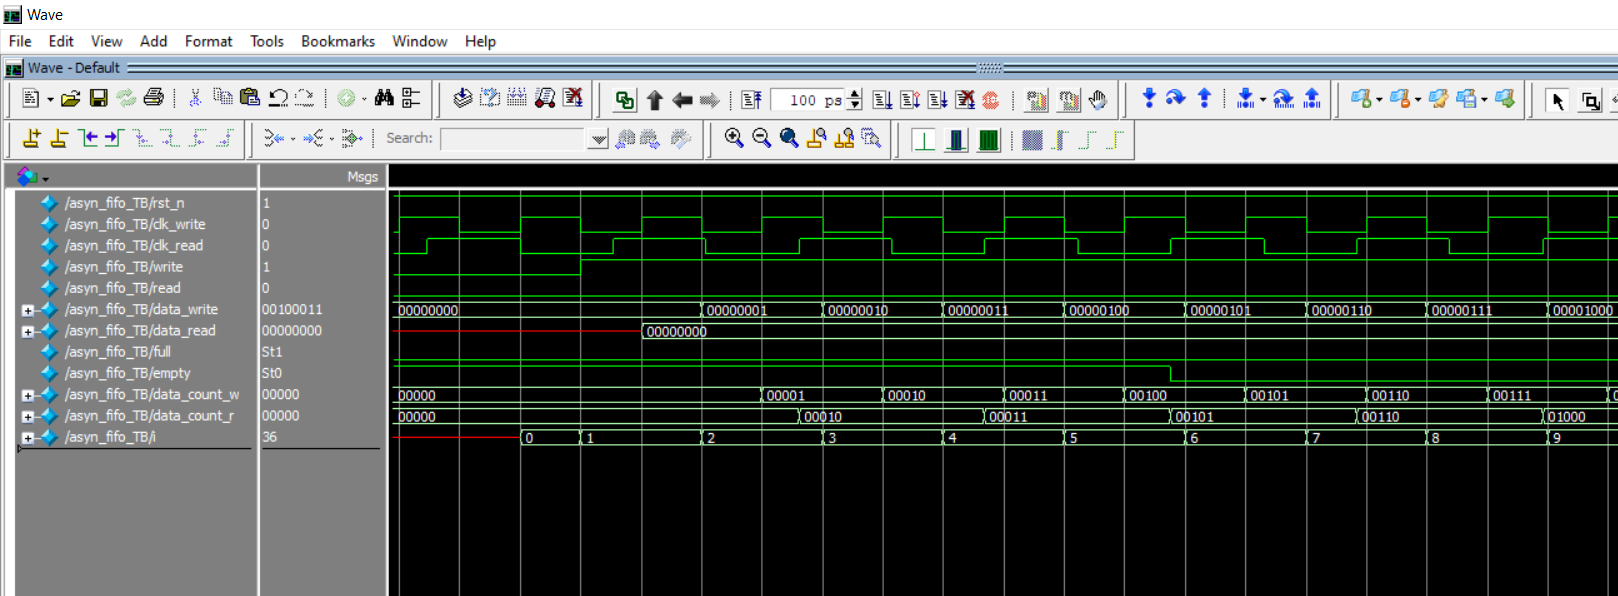 Wave
File Edit View Add Format Tools Bookmarks Window Help
Wave - Default
100 ps
Search:
Msgs
/asyn_fifo_TB/rst_n 1
/asyn_fifo_TB/clk_write 0
/asyn_fifo_TB/clk_read 0
/asyn_fifo_TB/write 1
/asyn_fifo_TB/read 0
/asyn_fifo_TB/data_write 00100011 00000000 00000001 00000010 00000011 00000100 00000101 00000110 00000111 00001000
/asyn_fifo_TB/data_read 00000000 00000000
/asyn_fifo_TB/full St1
/asyn_fifo_TB/empty St0
/asyn_fifo_TB/data_count_w 00000 00000 00001 00010 00011 00100 00101 00110 00111
/asyn_fifo_TB/data_count_r 00000 00000 00010 00011 00101 00110 01000
/asyn_fifo_TB/i 36 0 1 2 3 4 5 6 7 8 9